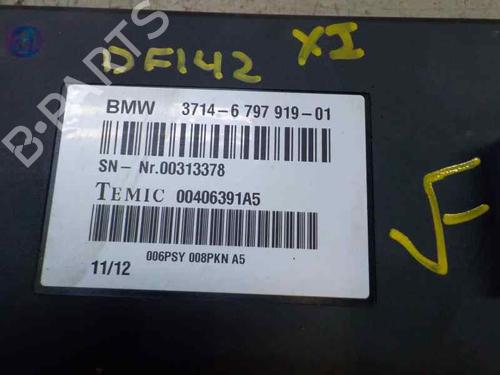 B-PARTS
DF142 XI
BMW 3714-6 797 919-01
SN- Nr.00313378
TEMIC 00406391A5
006PSY 008PKN A5
11/12